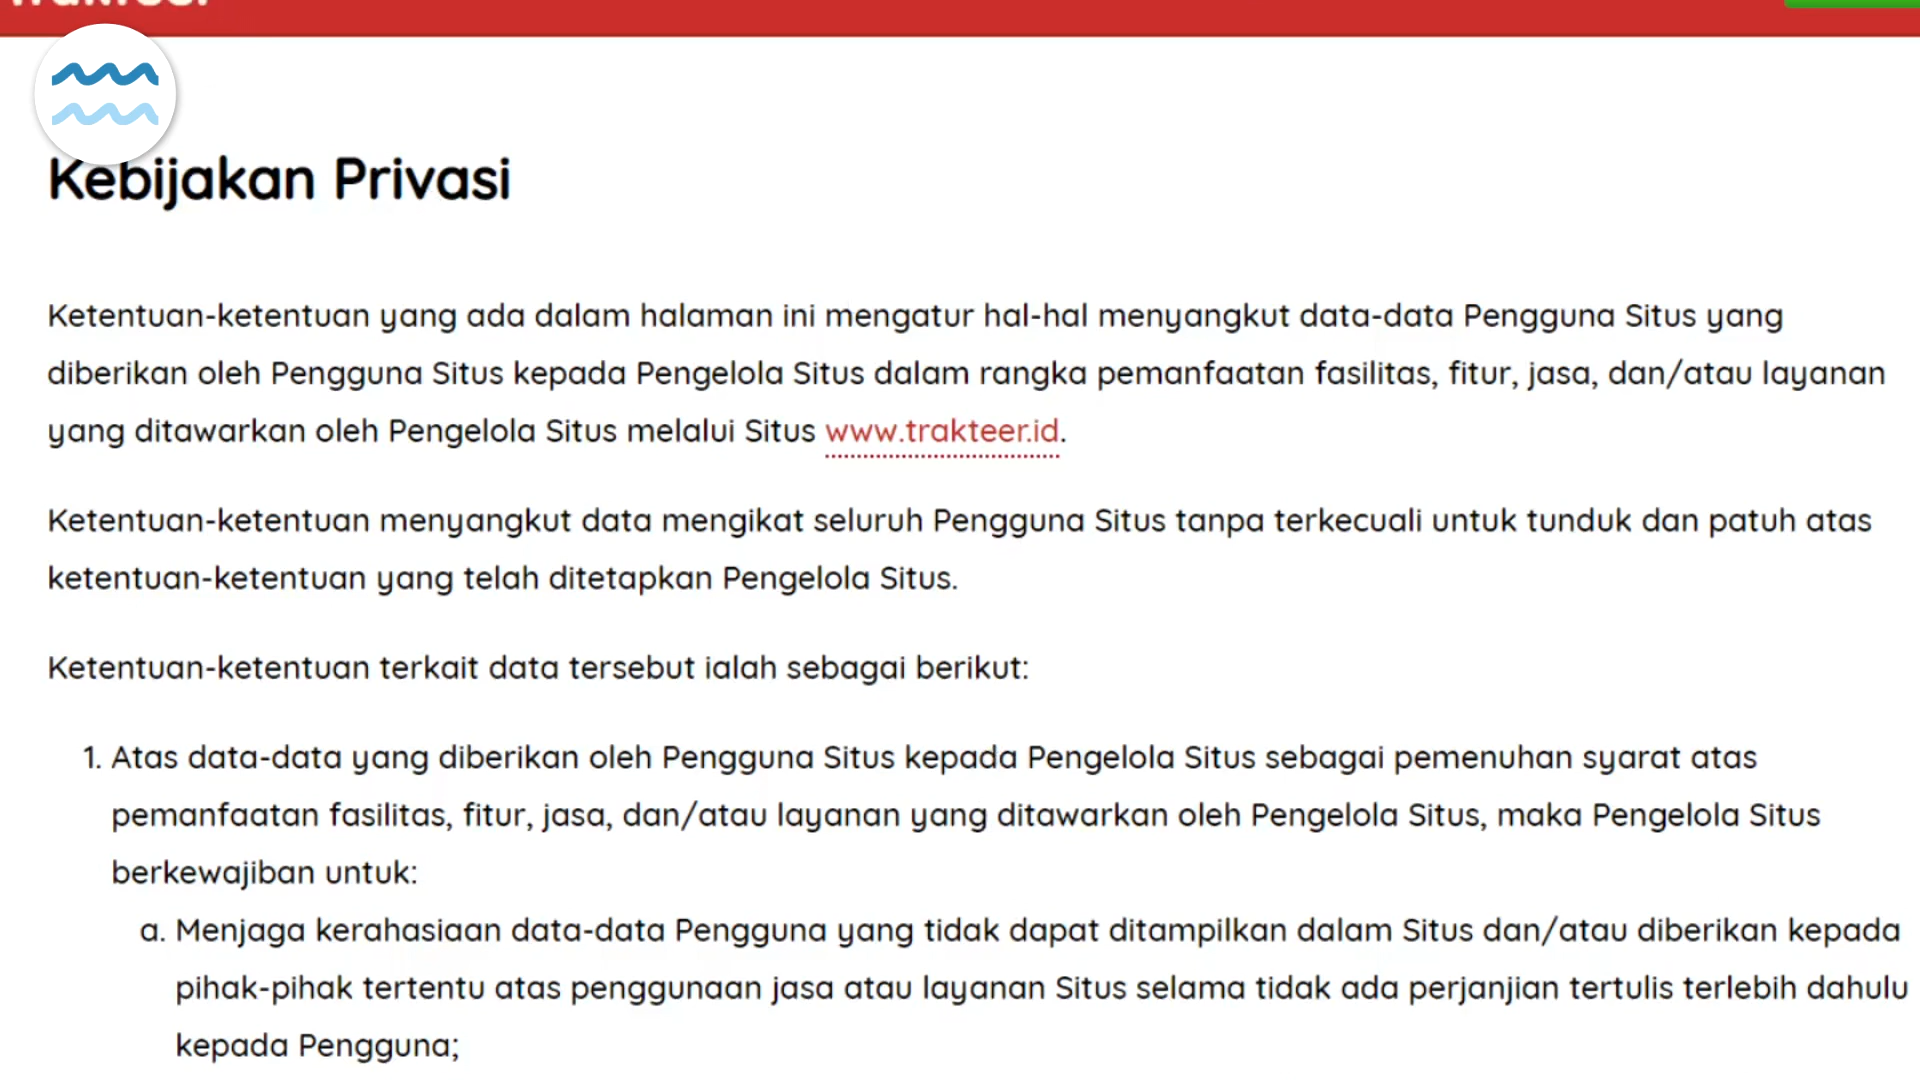 Kebijakan Privasi
Ketentuan-ketentuan yang ada dalam halaman ini mengatur hal-hal menyangkut data-data Pengguna Situs yang
diberikan oleh Pengguna Situs kepada Pengelola Situs dalam rangka pemanfaatan fasilitas, fitur, jasa, dan/atau layanan
yang ditawarkan oleh Pengelola Situs melalui Situs www.trakteer.id.
Ketentuan-ketentuan menyangkut data mengikat seluruh Pengguna Situs tanpa terkecuali untuk tunduk dan patuh atas
ketentuan-ketentuan yang telah ditetapkan Pengelola Situs.
Ketentuan-ketentuan terkait data tersebut ialah sebagai berikut:
1. Atas data-data yang diberikan oleh Pengguna Situs kepada Pengelola Situs sebagai pemenuhan syarat atas
pemanfaatan fasilitas, fitur, jasa, dan/atau layanan yang ditawarkan oleh Pengelola Situs, maka Pengelola Situs
berkewajiban untuk:
a. Menjaga kerahasiaan data-data Pengguna yang tidak dapat ditampilkan dalam Situs dan/atau diberikan kepada
pihak-pihak tertentu atas penggunaan jasa atau layanan Situs selama tidak ada perjanjian tertulis terlebih dahulu
kepada Pengguna;